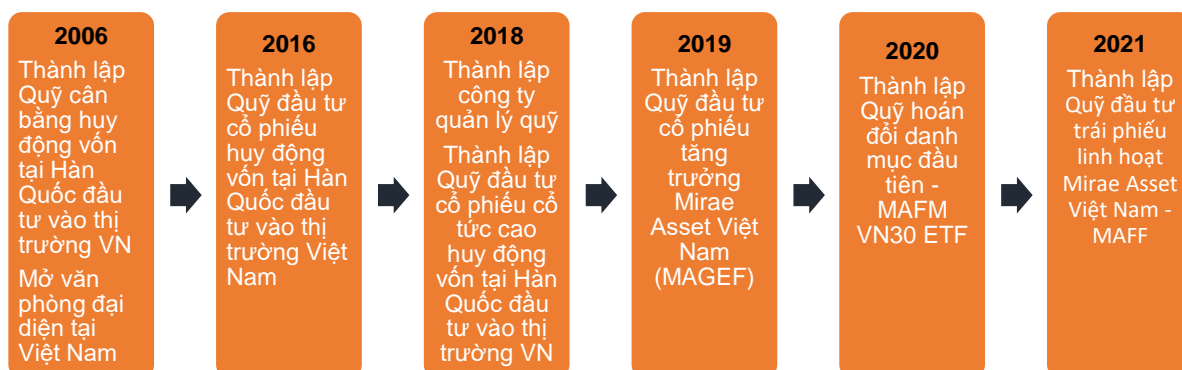 2006
Thành lập
Quỹ cân
bằng huy
động vốn
tại Hàn
Quốc đầu
tư vào thị
trường VN
Mở văn
phòng đại
diện tại
Việt Nam
2016
Thành lập
Quỹ đầu tư
cổ phiếu
huy động
vốn tại Hàn
Quốc đầu
tư vào thị
trường Việt
Nam
2018
Thành lập
công ty
quản lý quỹ
Thành lập
Quỹ đầu tư
cổ phiếu cổ
tức cao
huy động
vốn tại Hàn
Quốc đầu
tư vào thị
trường VN
2019
Thành lập
Quỹ đầu tư
cổ phiếu
tăng
trưởng
Mirae
Asset Việt
Nam
(MAGEF)
2020
Thành lập
Quỹ hoán
đổi danh
mục đầu
tiên -
MAFM
VN30 ETF
2021
Thành lập
Quỹ đầu tư
trái phiếu
linh hoạt
Mirae Asset
Việt Nam -
MAFF